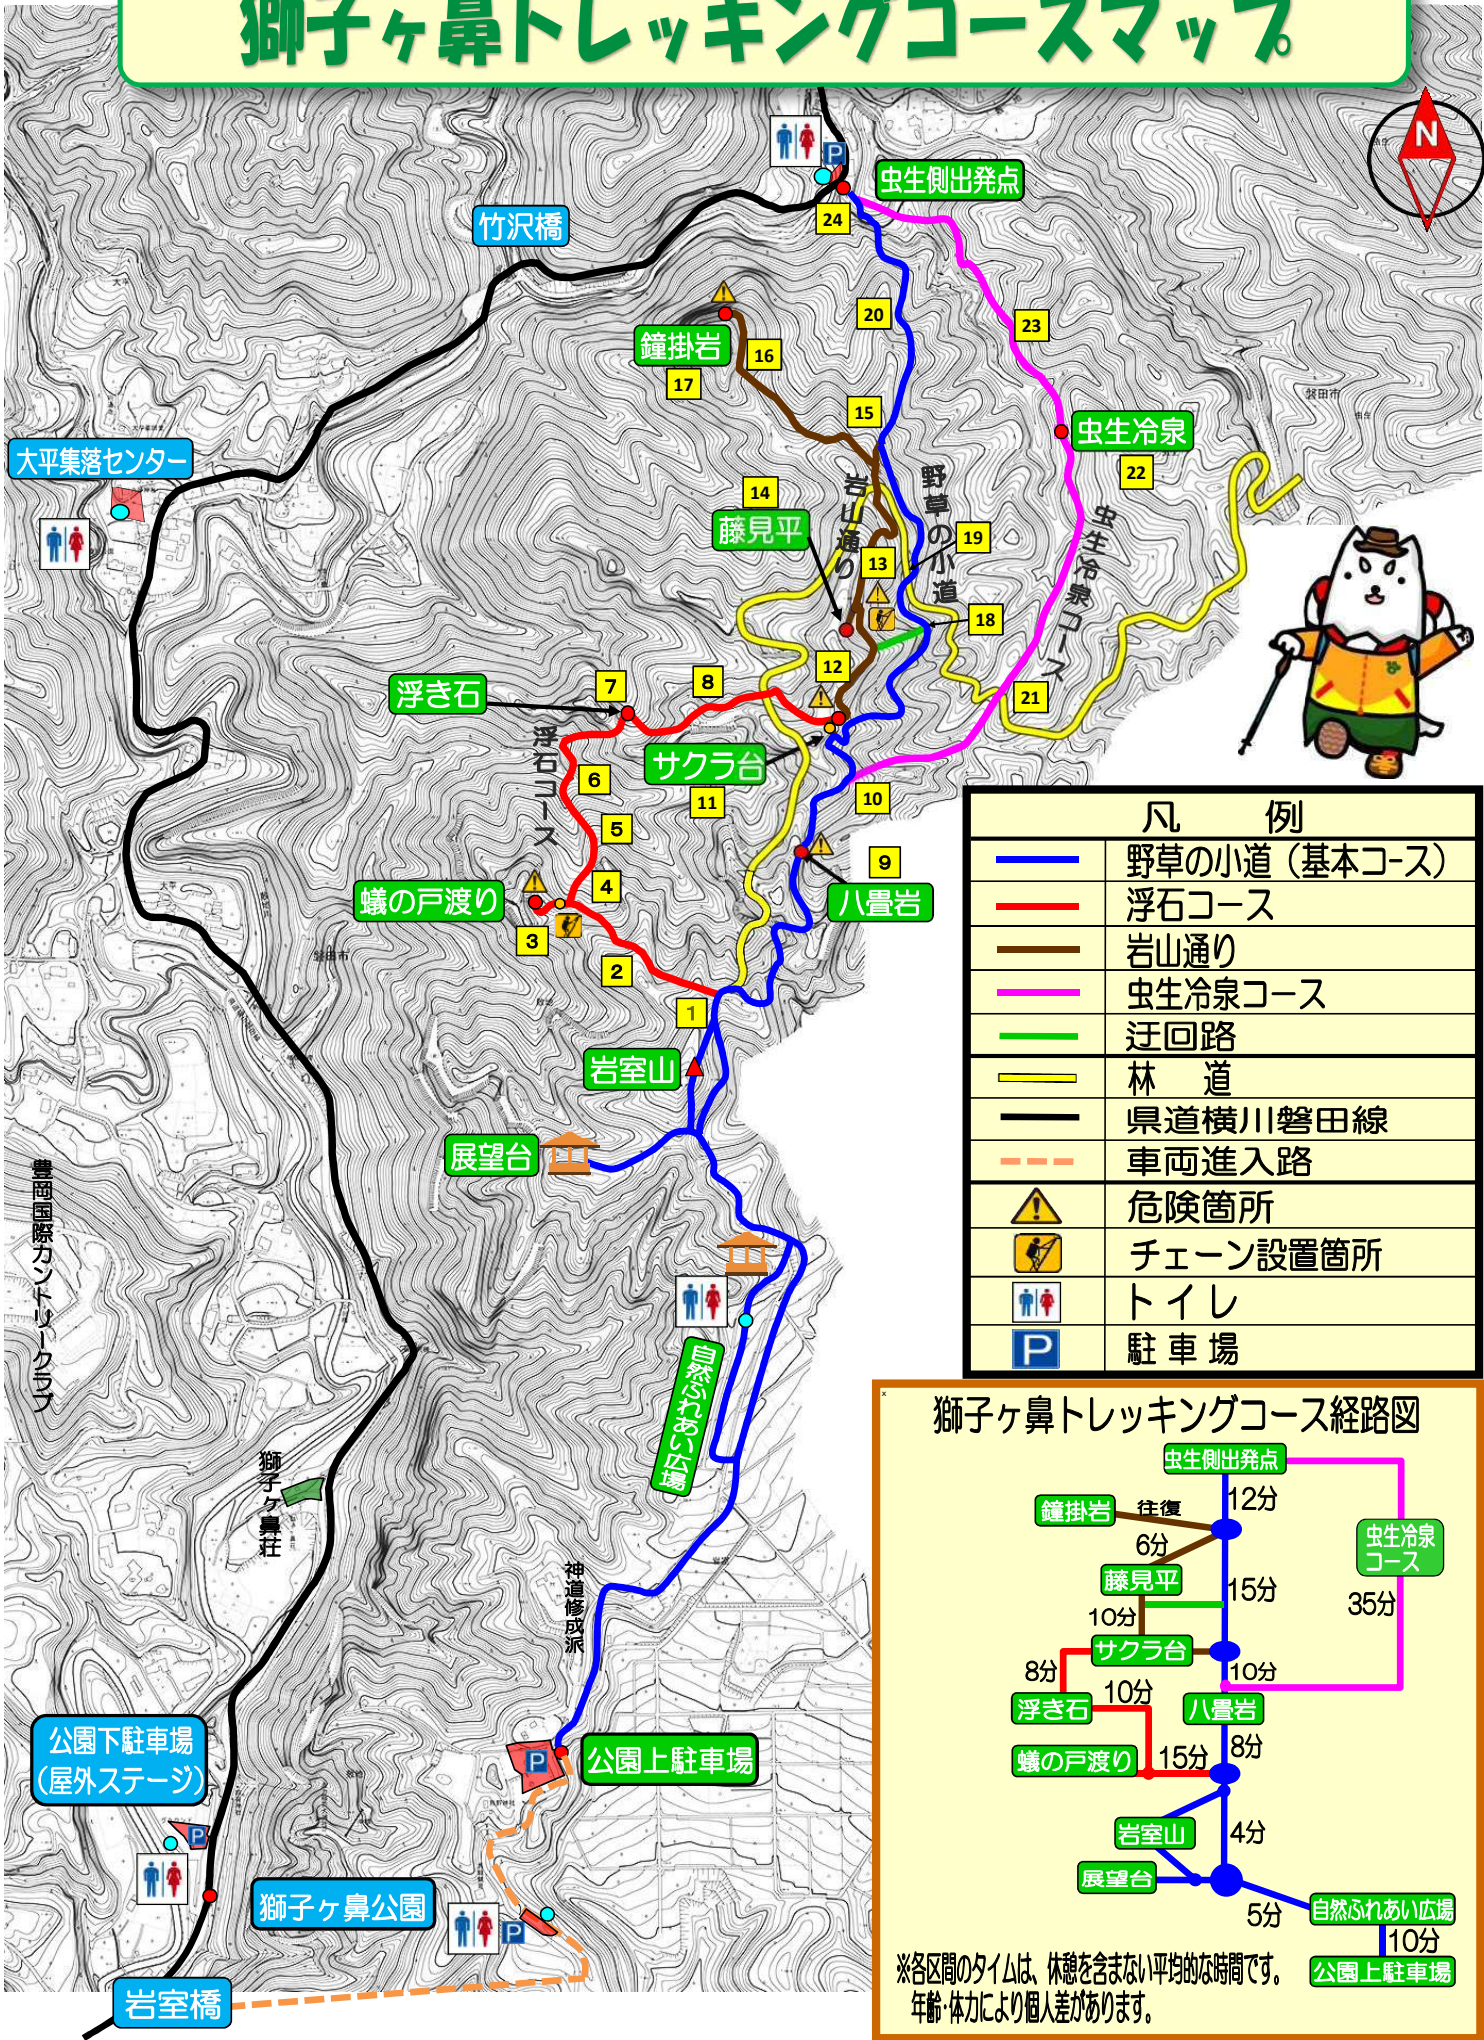 獅子ヶ鼻トレッキングコースマップ
N
P
虫生側出発点
24
竹沢橋
20
23
鐘掛岩
16
17
15
磐田市
虫生冷泉
22
大平集落センター
14
岩山通り
野草の小道
藤見平
19
虫生冷泉コース
13
18
12
21
浮き石
7
8
浮石コース
サクラ台
11
6
10
5
9
蟻の戸渡り
4
八畳岩
3
2
磐田市
1
岩室山
展望台
豊岡国際カントリークラブ
自然ふれあい広場
獅子ヶ鼻荘
神道修成派
公園下駐車場
(屋外ステージ)
P
P
公園上駐車場
獅子ヶ鼻公園
P
岩室橋
凡 例
野草の小道(基本コース)
浮石コース
岩山通り
虫生冷泉コース
迂回路
林 道
県道横川磐田線
車両進入路
危険箇所
チェーン設置箇所
トイレ
P
駐車場
獅子ヶ鼻トレッキングコース経路図
虫生側出発点
12分
鐘掛岩
往復
虫生冷泉
コース
6分
藤見平
15分
35分
10分
サクラ台
8分
10分
10分
浮き石
八畳岩
蟻の戸渡り
15分
8分
岩室山
4分
展望台
5分
自然ふれあい広場
10分
公園上駐車場
※各区間のタイムは、休憩を含まない平均的な時間です。
年齢・体力により個人差があります。